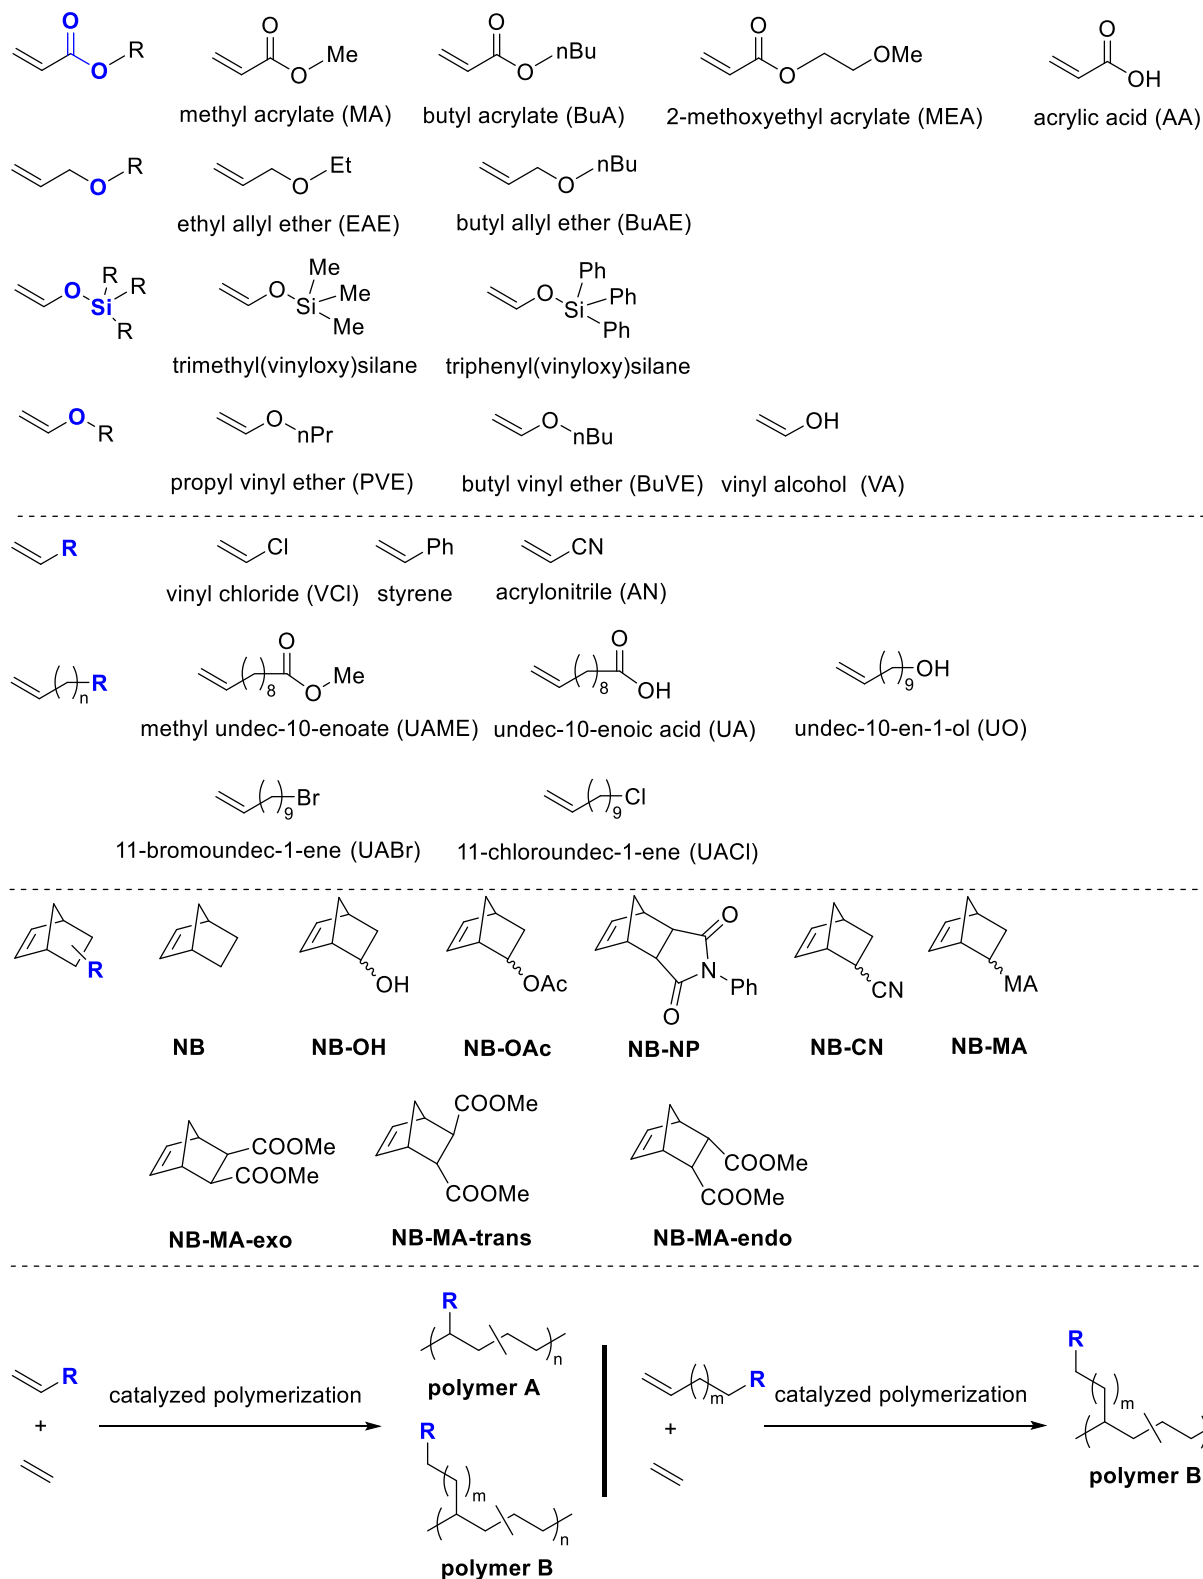 O
O
R
O
O
Me
O
O
nBu
O
O
OMe
O
OH
methyl acrylate (MA)
butyl acrylate (BuA)
2-methoxyethyl acrylate (MEA)
acrylic acid (AA)
O
R
O
Et
O
nBu
ethyl allyl ether (EAE)
butyl allyl ether (BuAE)
O
Si
R
R
R
O
Si
Me
Me
Me
O
Si
Ph
Ph
Ph
trimethyl(vinyloxy)silane
triphenyl(vinyloxy)silane
O
R
O
nPr
O
nBu
OH
propyl vinyl ether (PVE)
butyl vinyl ether (BuVE)
vinyl alcohol (VA)
R
Cl
Ph
CN
vinyl chloride (VCl)
styrene
acrylonitrile (AN)
( )n
R
( )8
O
O
Me
( )8
O
OH
( )9
OH
methyl undec-10-enoate (UAME)
undec-10-enoic acid (UA)
undec-10-en-1-ol (UO)
( )9
Br
( )9
Cl
11-bromoundec-1-ene (UABr)
11-chloroundec-1-ene (UACl)
R
OH
OAc
O
N
Ph
O
CN
MA
NB
NB-OH
NB-OAc
NB-NP
NB-CN
NB-MA
COOMe
COOMe
COOMe
COOMe
COOMe
COOMe
NB-MA-exo
NB-MA-trans
NB-MA-endo
R
+
catalyzed polymerization
R
( )n
polymer A
R
( )m
( )n
polymer B
( )m
R
+
catalyzed polymerization
R
( )m
( )
polymer B